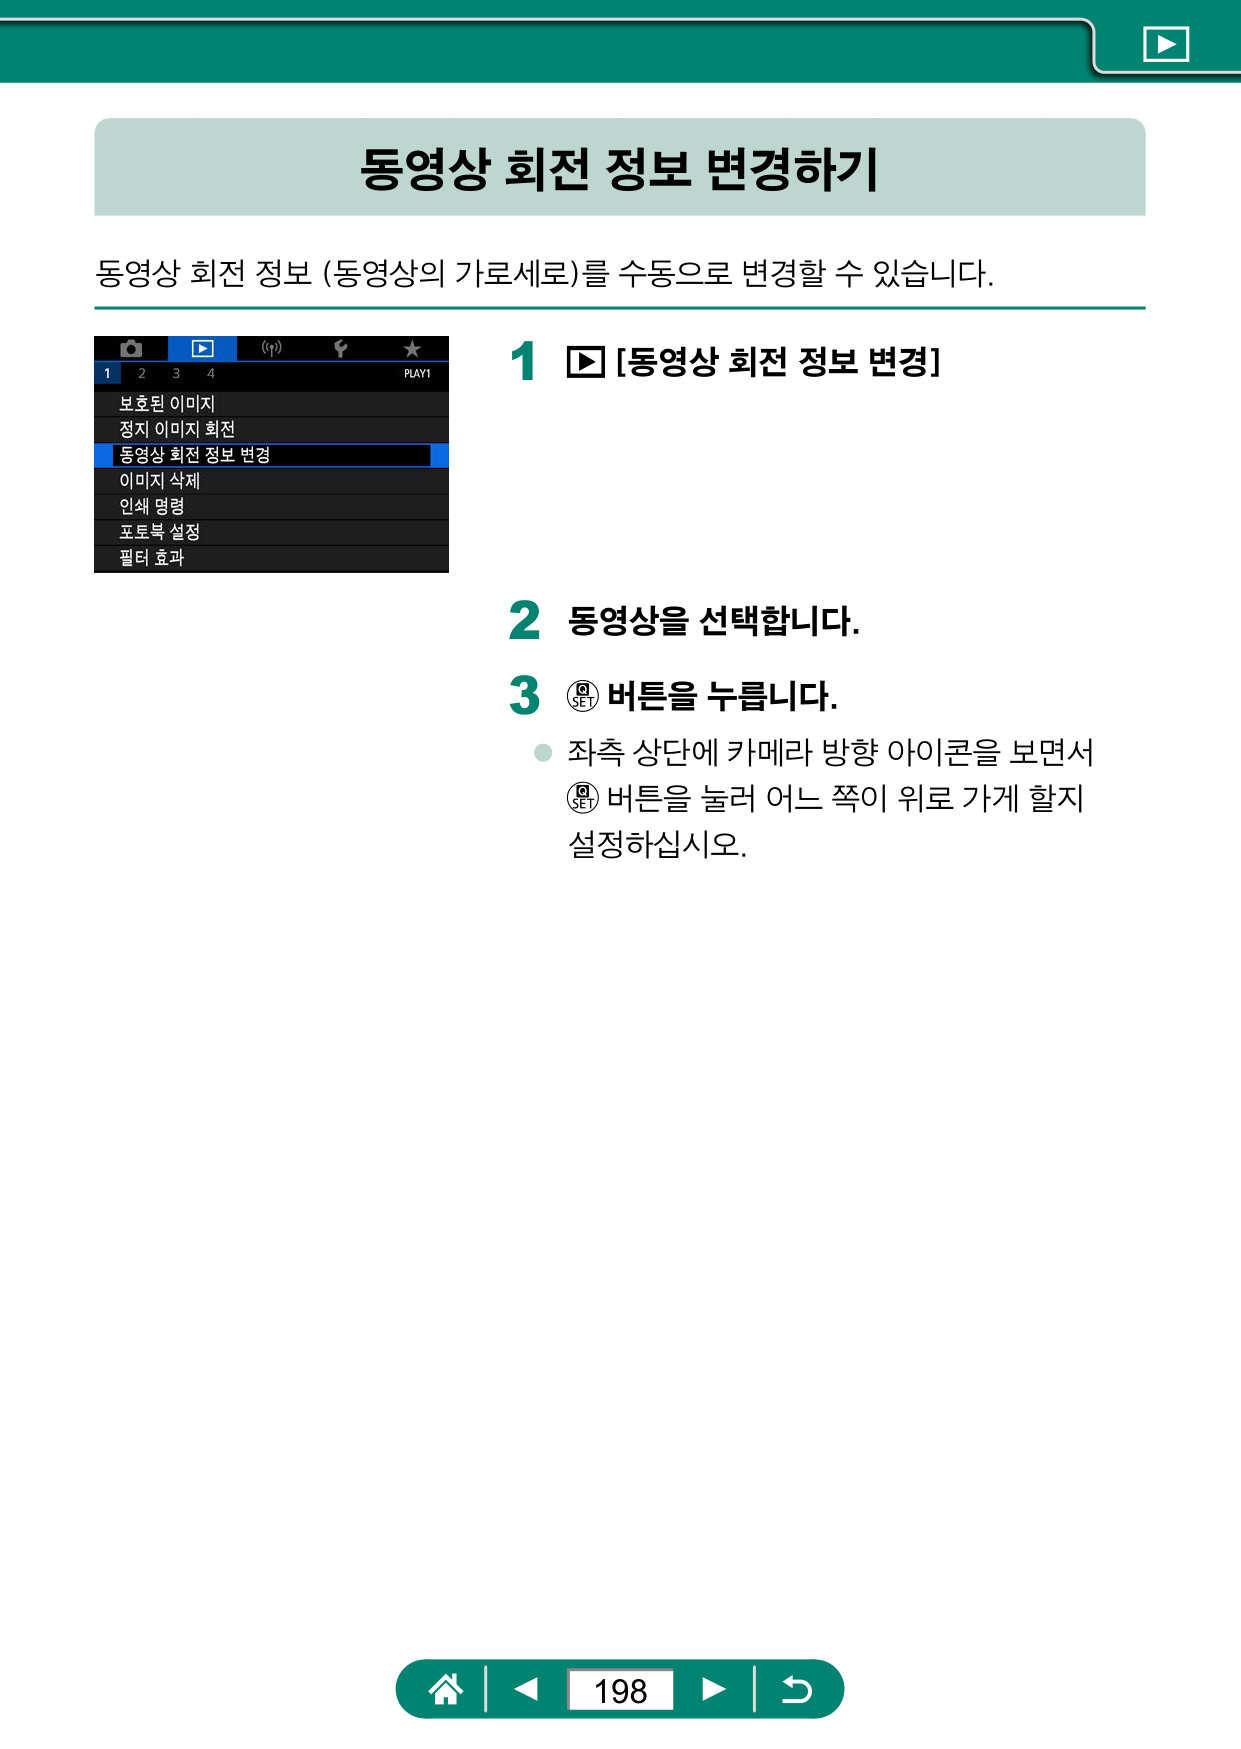 동영상 회전 정보 변경하기
동영상 회전 정보 (동영상의 가로세로)를 수동으로 변경할 수 있습니다.
1 2 3 4 PLAY1
보호된 이미지
정지 이미지 회전
동영상 회전 정보 변경
이미지 삭제
인쇄 명령
포토북 설정
필터 효과
1 [동영상 회전 정보 변경]
2 동영상을 선택합니다.
3 Q SET 버튼을 누릅니다.
● 좌측 상단에 카메라 방향 아이콘을 보면서
Q SET 버튼을 눌러 어느 쪽이 위로 가게 할지
설정하십시오.
198